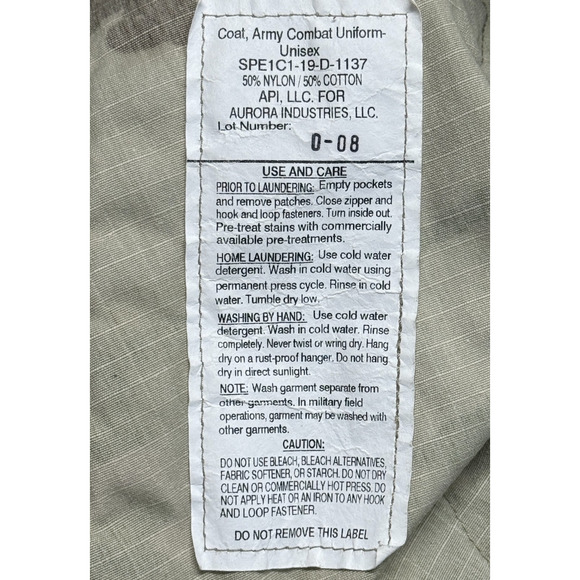 Coat, Army Combat Uniform-
Unisex
SPE1C1-19-D-1137
50% NYLON / 50% COTTON
API, LLC. FOR
AURORA INDUSTRIES, LLC.
Lot Number:
0-08
USE AND CARE
PRIOR TO LAUNDERING: Empty pockets
and remove patches. Close zipper and
hook and loop fasteners. Turn inside out.
Pre-treat stains with commercially
available pre-treatments.
HOME LAUNDERING: Use cold water
detergent. Wash in cold water using
permanent press cycle. Rinse in cold
water. Tumble dry low.
WASHING BY HAND: Use cold water
detergent. Wash in cold water. Rinse
completely. Never twist or wring dry. Hang
dry on a rust-proof hanger. Do not hang
dry in direct sunlight.
NOTE: Wash garment separate from
other garments. In military field
operations, garment may be washed with
other garments.
CAUTION:
DO NOT USE BLEACH, BLEACH ALTERNATIVES,
FABRIC SOFTENER, OR STARCH. DO NOT DRY
CLEAN OR COMMERCIALLY HOT PRESS. DO
NOT APPLY HEAT OR AN IRON TO ANY HOOK
AND LOOP FASTENER.
DO NOT REMOVE THIS LABEL